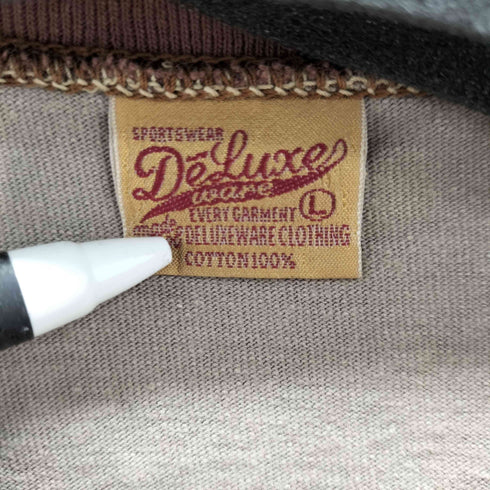 SPORTSWEAR
DeLuxe
ware
EVERY GARMENT L
DELUXEWARE CLOTHING
COTTON 100%